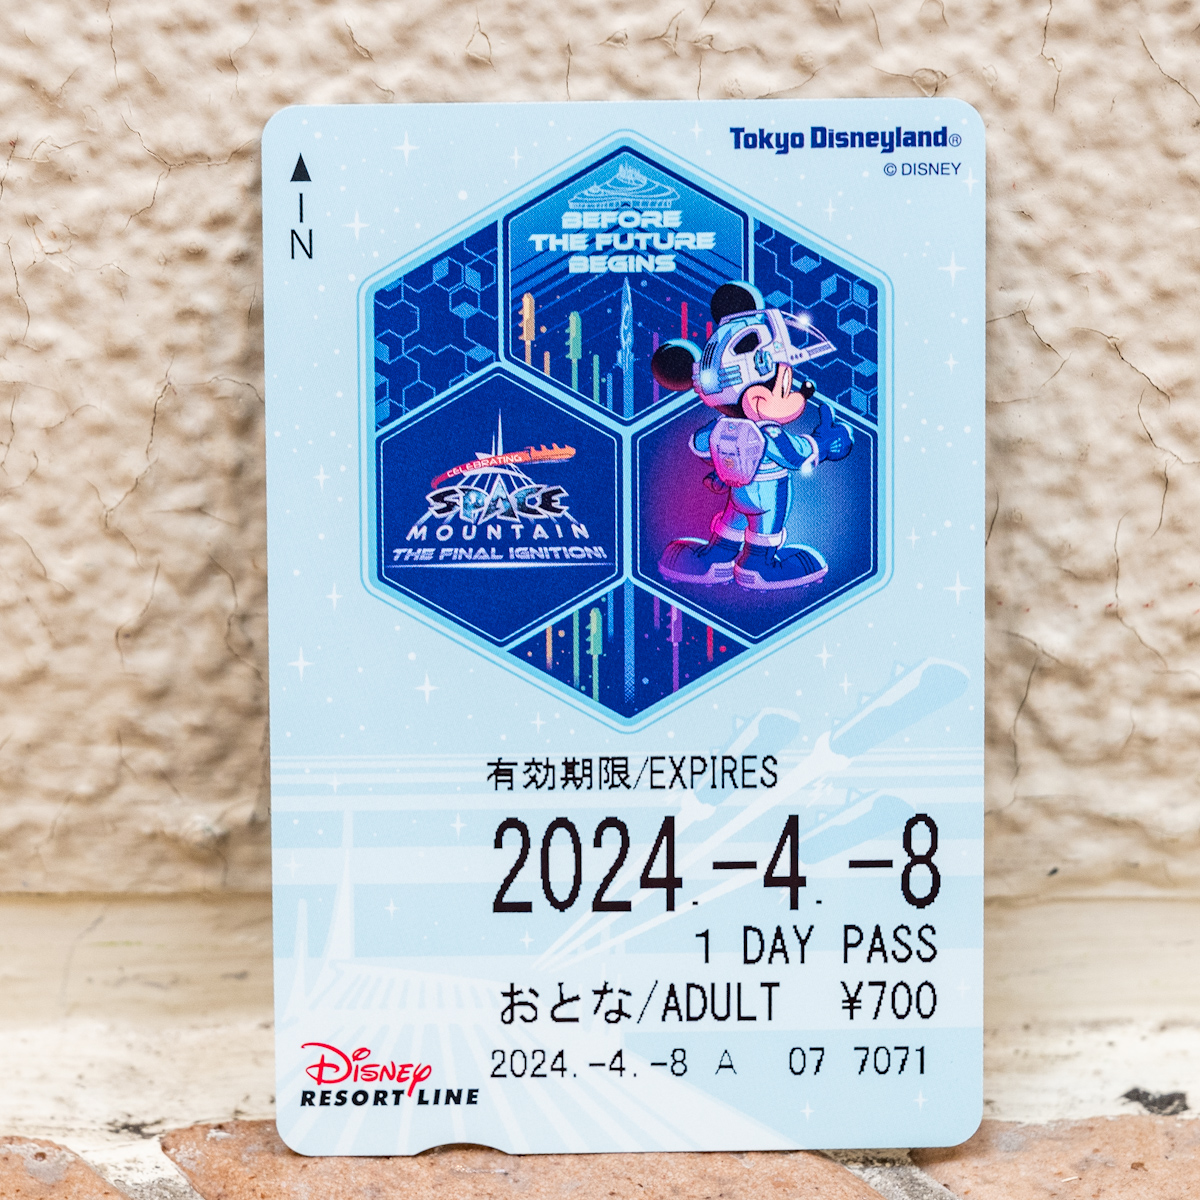 Tokyo Disneyland®
© DISNEY
▲IN
BEFORE
THE FUTURE
BEGINS
CELEBRATING
SPACE
MOUNTAIN
THE FINAL IGNITION!
有効期限/EXPIRES
2024.-4.-8
1 DAY PASS
おとな/ADULT ¥700
2024.-4.-8 A 07 7071
Disney
RESORT LINE